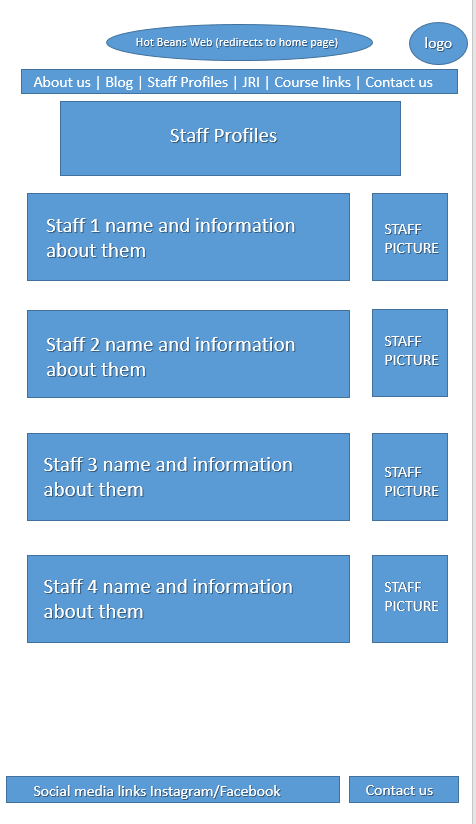 Hot Beans Web (redirects to home page)
logo
About us | Blog | Staff Profiles | JRI | Course links | Contact us
Staff Profiles
Staff 1 name and information
about them
STAFF
PICTURE
Staff 2 name and information
about them
STAFF
PICTURE
Staff 3 name and information
about them
STAFF
PICTURE
Staff 4 name and information
about them
STAFF
PICTURE
Social media links Instagram/Facebook
Contact us